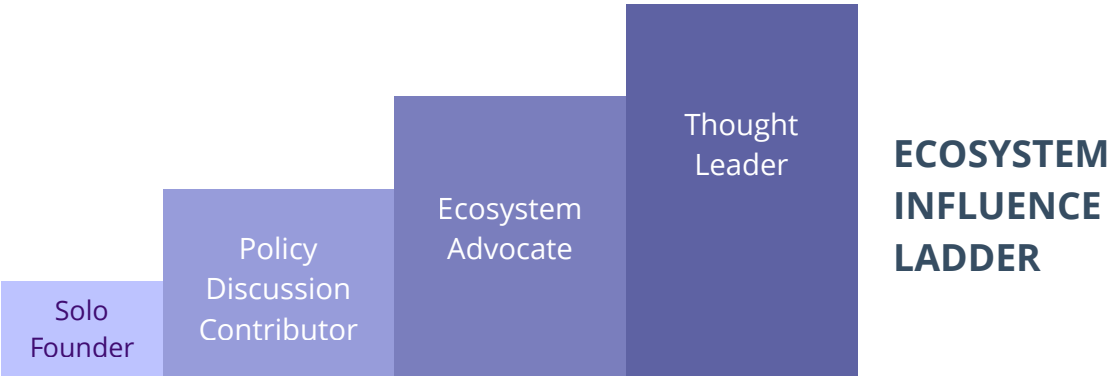 Solo
Founder
Policy
Discussion
Contributor
Ecosystem
Advocate
Thought
Leader
ECOSYSTEM
INFLUENCE
LADDER